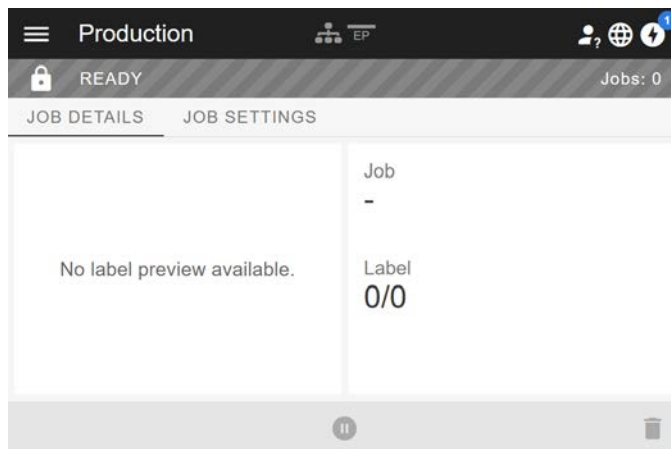 Production
EP
?
1
READY
Jobs: 0
JOB DETAILS
JOB SETTINGS
Job
-
No label preview available.
Label
0/0